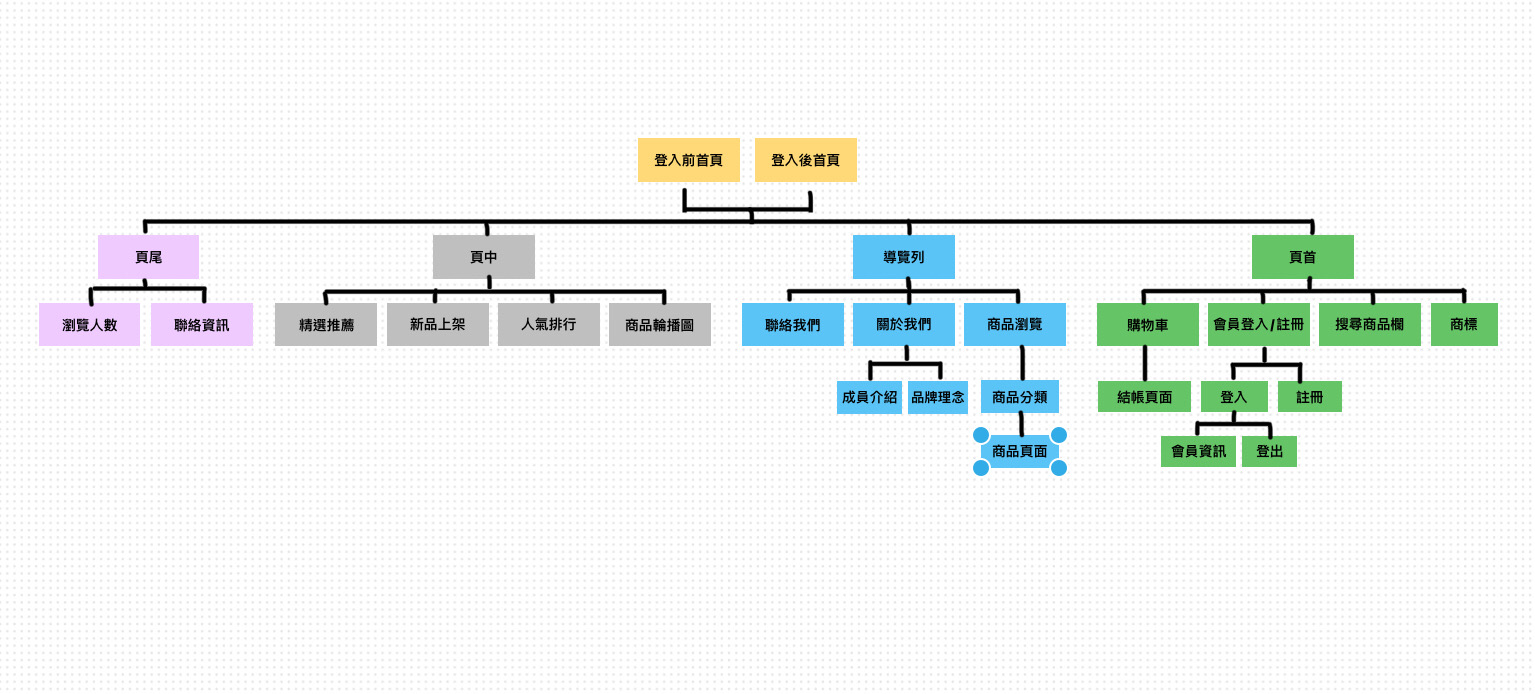 登入前首頁
登入後首頁
頁尾
頁中
導覽列
頁首
瀏覽人數
聯絡資訊
精選推薦
新品上架
人氣排行
商品輪播圖
聯絡我們
關於我們
商品瀏覽
購物車
會員登入/註冊
搜尋商品欄
商標
成員介紹
品牌理念
商品分類
結帳頁面
登入
註冊
商品頁面
會員資訊
登出